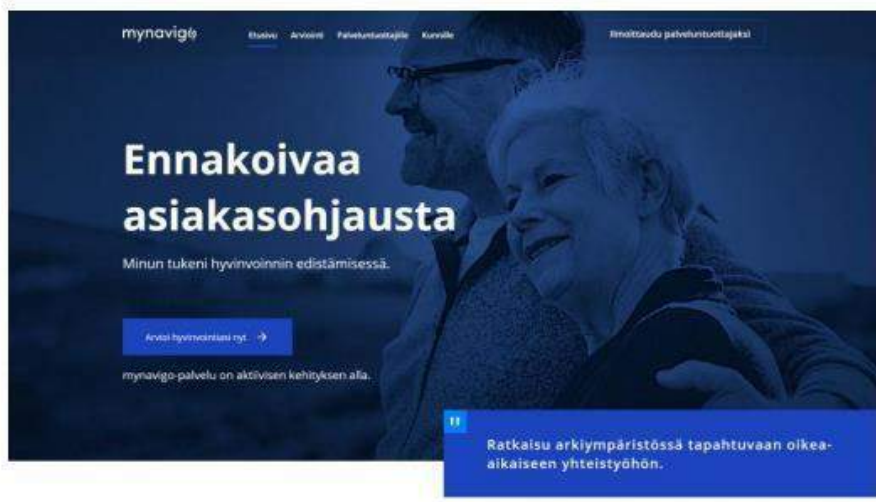 mynavigo
Etusivu Arviointi Palveluntuottajille Kunnille
Ilmoittaudu palveluntuottajaksi
Ennakoivaa
asiakasohjausta
Minun tukeni hyvinvoinnin edistämisessä.
Arvioi hyvinvointiasi nyt →
mynavigo-palvelu on aktiivisen kehityksen alla.
"
Ratkaisu arkiympäristössä tapahtuvaan oikea-
aikaiseen yhteistyöhön.